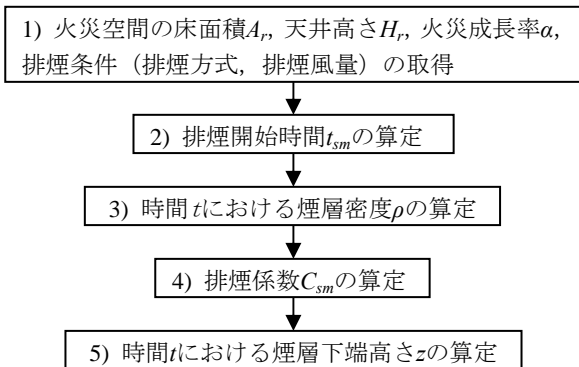 1) 火災空間の床面積Ar, 天井高さHr, 火災成長率α,
排煙条件（排煙方式，排煙風量）の取得
2) 排煙開始時間tsmの算定
3) 時間 tにおける煙層密度ρの算定
4) 排煙係数Csmの算定
5) 時間tにおける煙層下端高さzの算定